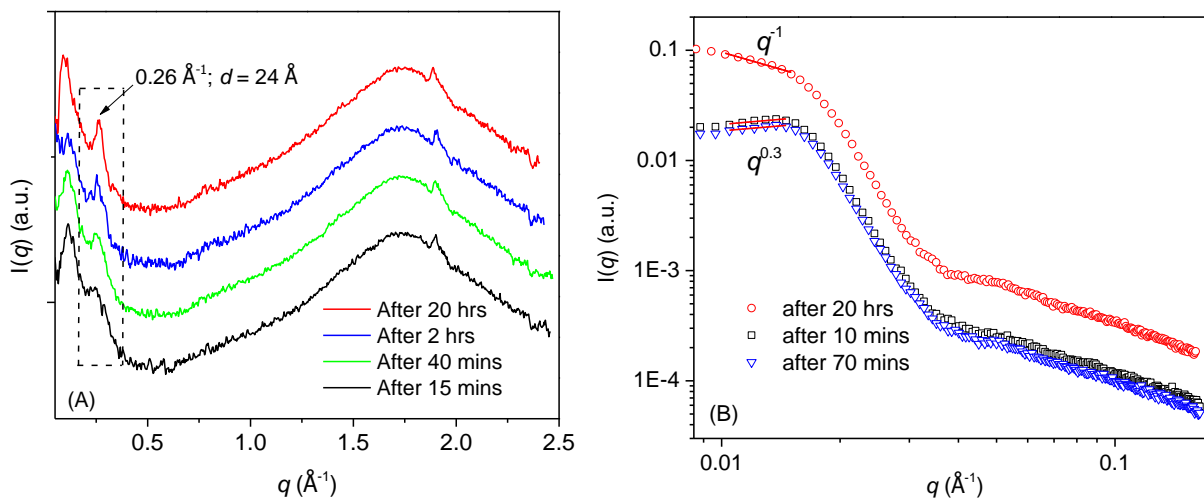 0.26 Å⁻¹; d = 24 Å
I(q) (a.u.)
After 20 hrs
After 2 hrs
After 40 mins
After 15 mins
(A)
0.5 1.0 1.5 2.0 2.5
q (Å⁻¹)
q⁻¹
q⁰·³
0.1
0.01
1E-3
1E-4
I(q) (a.u.)
after 20 hrs
after 10 mins
after 70 mins
(B)
0.01 0.1
q (Å⁻¹)